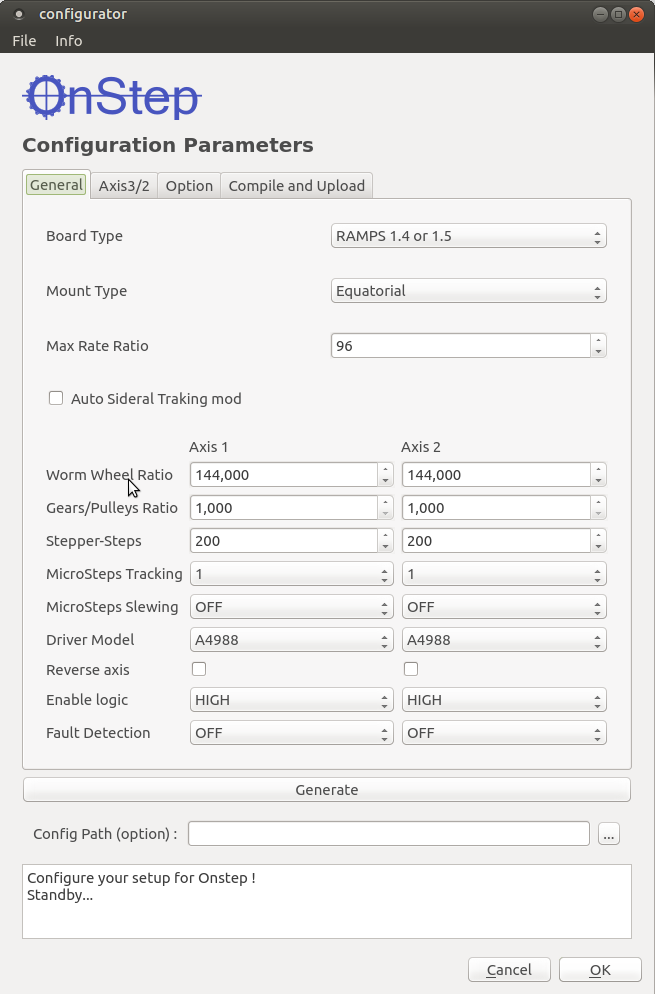 configurator
File Info
OnStep
Configuration Parameters
General Axis3/2 Option Compile and Upload
Board Type RAMPS 1.4 or 1.5
Mount Type Equatorial
Max Rate Ratio 96
Auto Sideral Traking mod
Axis 1 Axis 2
Worm Wheel Ratio 144,000 144,000
Gears/Pulleys Ratio 1,000 1,000
Stepper-Steps 200 200
MicroSteps Tracking 1 1
MicroSteps Slewing OFF OFF
Driver Model A4988 A4988
Reverse axis
Enable logic HIGH HIGH
Fault Detection OFF OFF
Generate
Config Path (option) : ...
Configure your setup for Onstep !
Standby...
Cancel OK